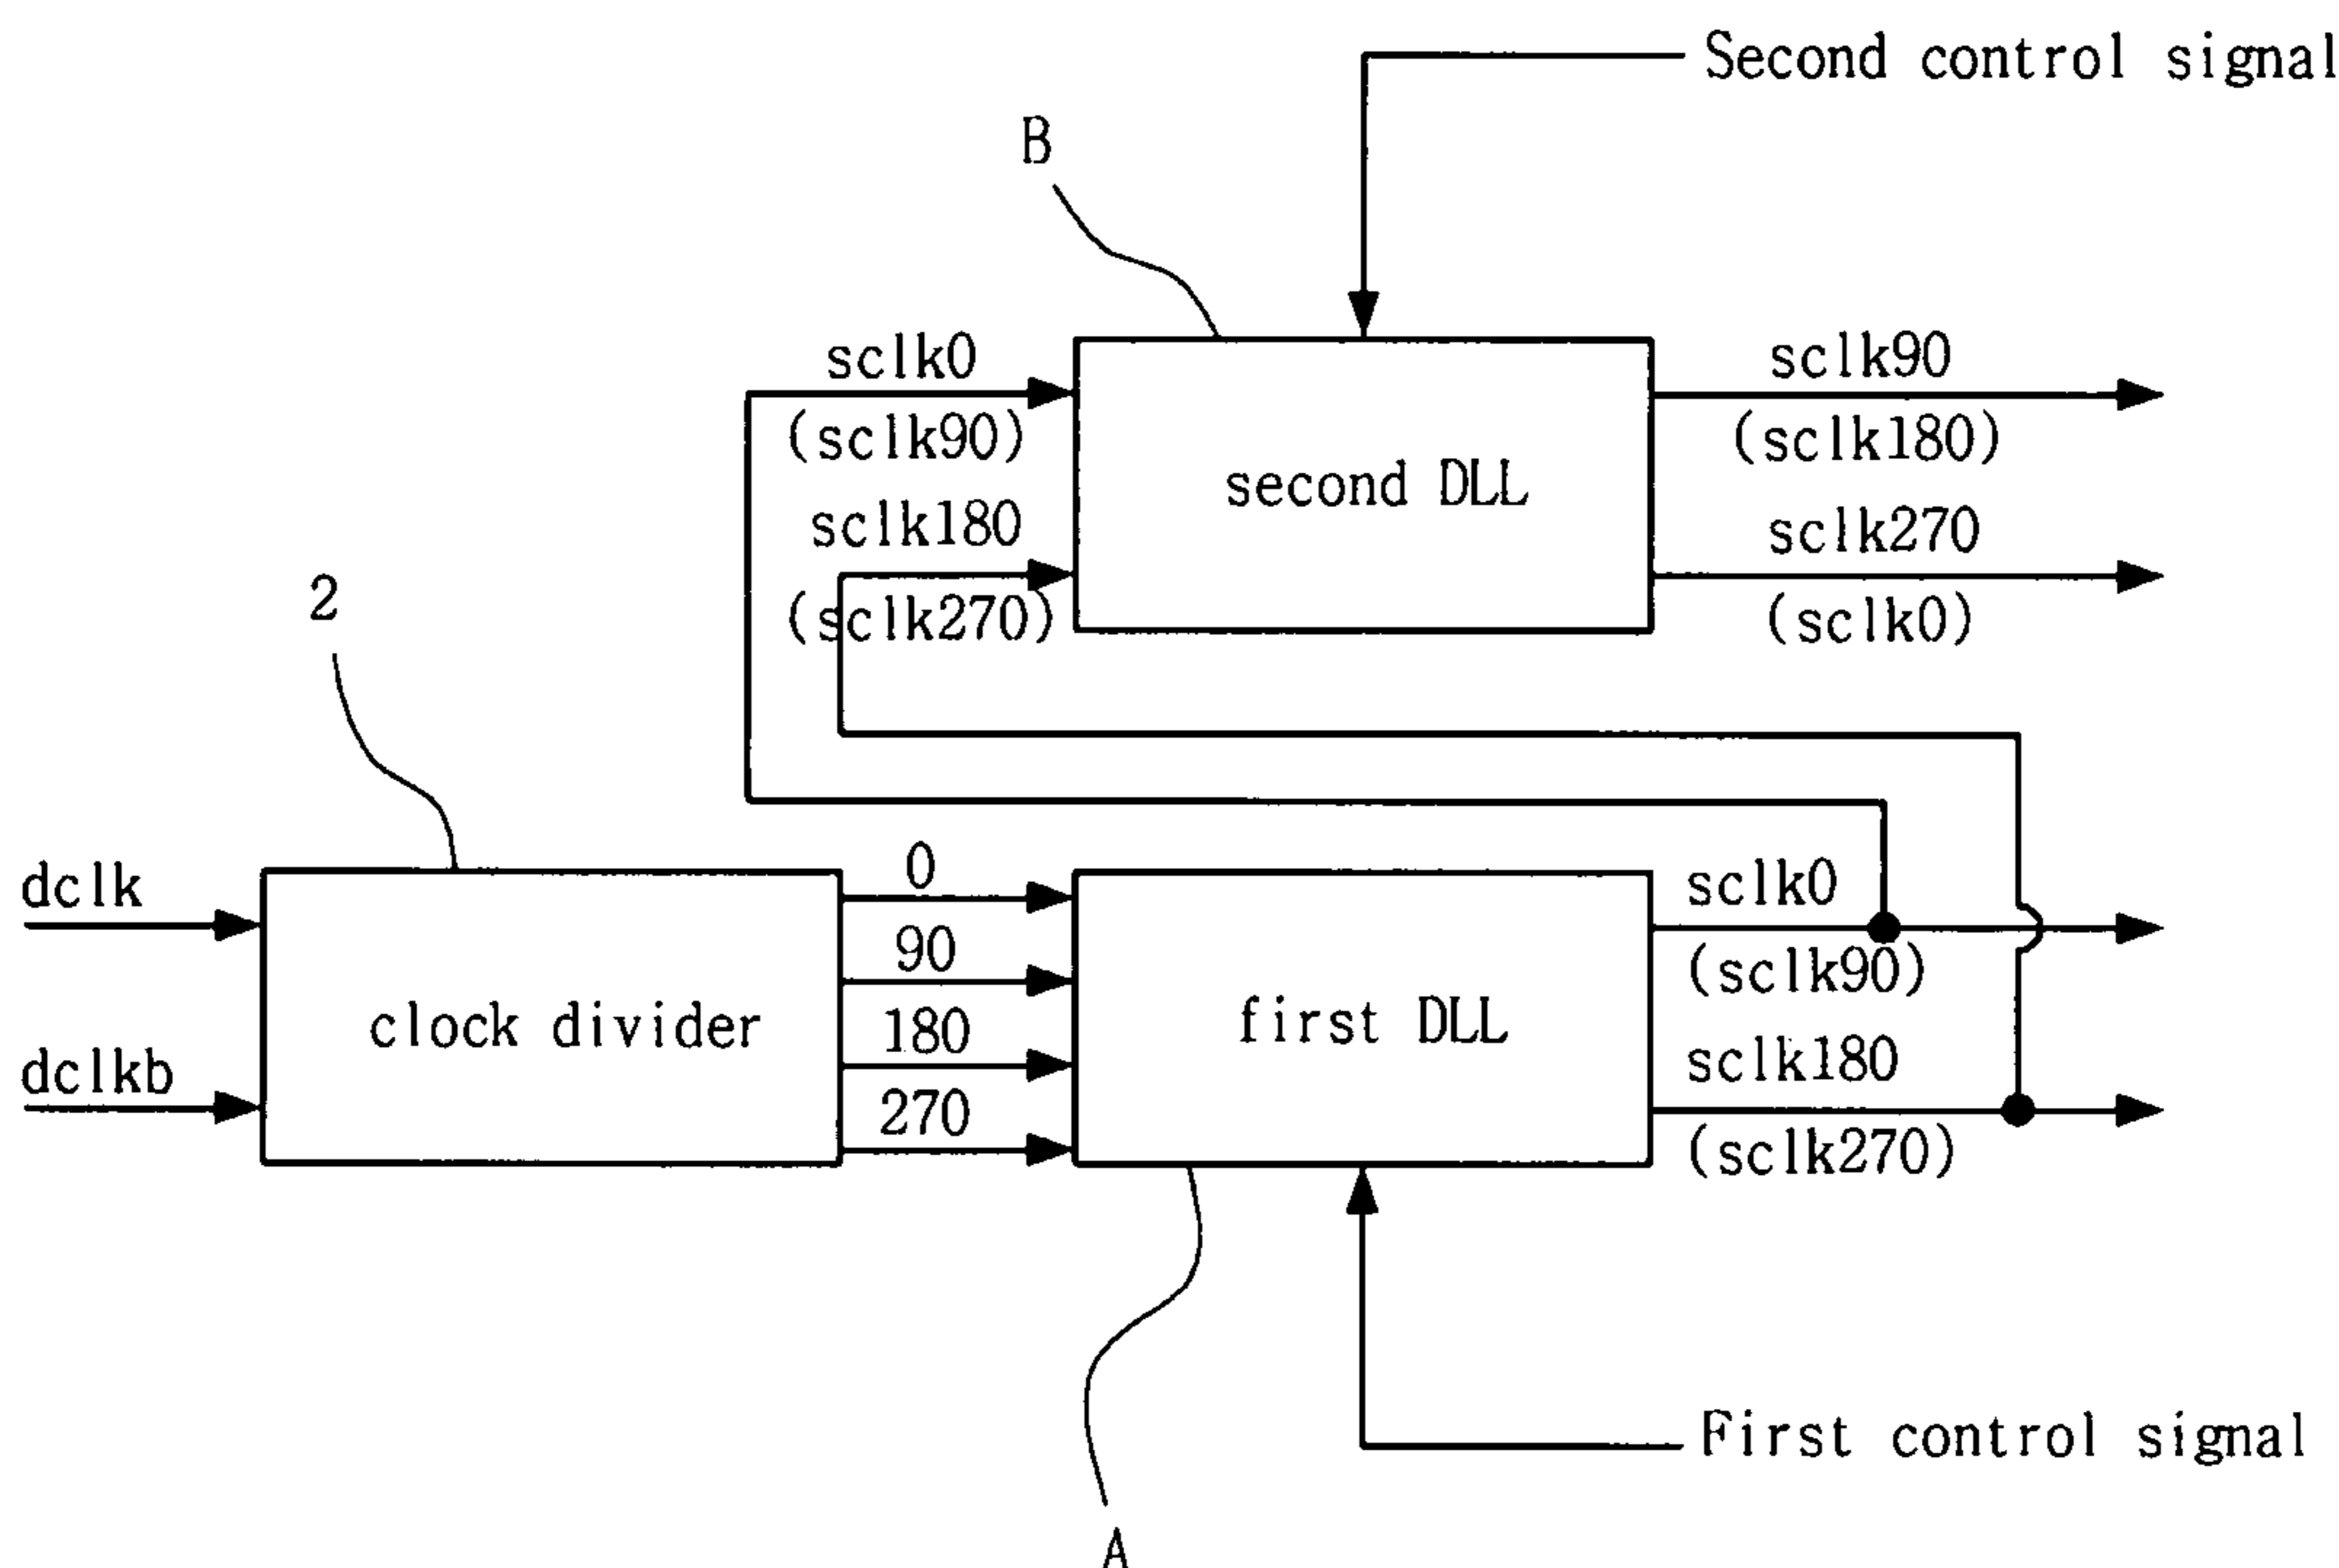 Second control signal
B
sclk0
(sclk90)
sclk180
(sclk270)
second DLL
sclk90
(sclk180)
sclk270
(sclk0)
2
dclk
dclkb
clock divider
0
90
180
270
first DLL
sclk0
(sclk90)
sclk180
(sclk270)
First control signal
A